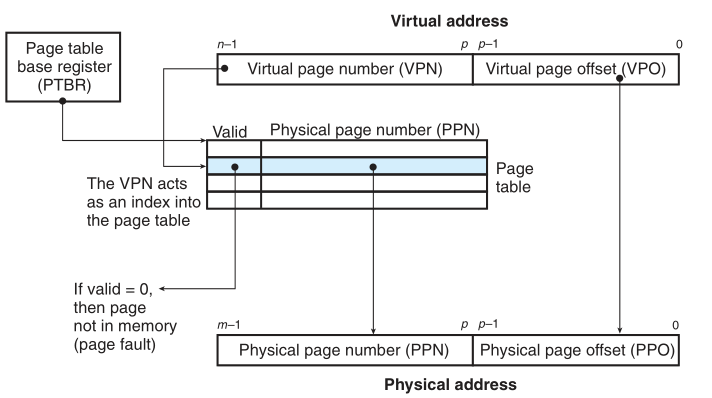 Virtual address
Page table
base register
(PTBR)
n–1
p
p–1
0
Virtual page number (VPN)
Virtual page offset (VPO)
Valid
Physical page number (PPN)
Page
table
The VPN acts
as an index into
the page table
If valid = 0,
then page
not in memory
(page fault)
m–1
p
p–1
0
Physical page number (PPN)
Physical page offset (PPO)
Physical address